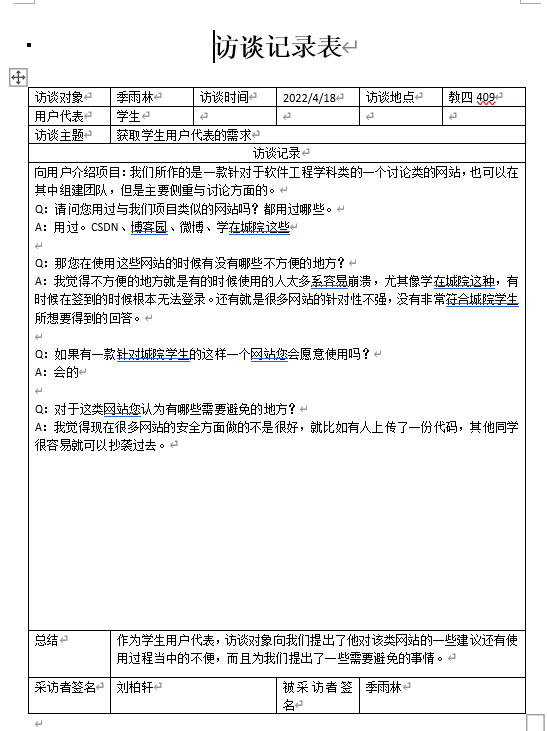 访谈记录表
访谈对象 季雨林 访谈时间 2022/4/18 访谈地点 教四 409
用户代表 学生
访谈主题 获取学生用户代表的需求
访谈记录
向用户介绍项目：我们所作的是一款针对于软件工程学科类的一个讨论类的网站，也可以在
其中组建团队，但是主要侧重与讨论方面的。
Q：请问您用过与我们项目类似的网站吗？都用过哪些。
A：用过。CSDN、博客园、微博、学在城院这些
Q：那您在使用这些网站的时候有没有哪些不方便的地方？
A：我觉得不方便的地方就是有的时候使用的人太多系容易崩溃，尤其像学在城院这种，有
时候在签到的时候根本无法登录。还有就是很多网站的针对性不强，没有非常符合城院学生
所想要得到的回答。
Q：如果有一款针对城院学生的这样一个网站您会愿意使用吗？
A：会的
Q：对于这类网站您认为有哪些需要避免的地方？
A：我觉得现在很多网站的安全方面做的不是很好，就比如有人上传了一份代码，其他同学
很容易就可以抄袭过去。
总结 作为学生用户代表，访谈对象向我们提出了他对该类网站的一些建议还有使
用过程当中的不便，而且为我们提出了一些需要避免的事情。
采访者签名 刘柏轩 被采访者签 季雨林
名